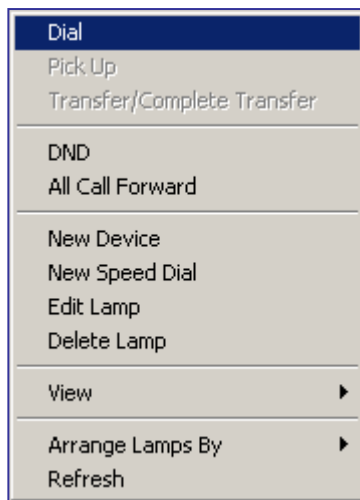 Dial
Pick Up
Transfer/Complete Transfer
DND
All Call Forward
New Device
New Speed Dial
Edit Lamp
Delete Lamp
View
Arrange Lamps By
Refresh